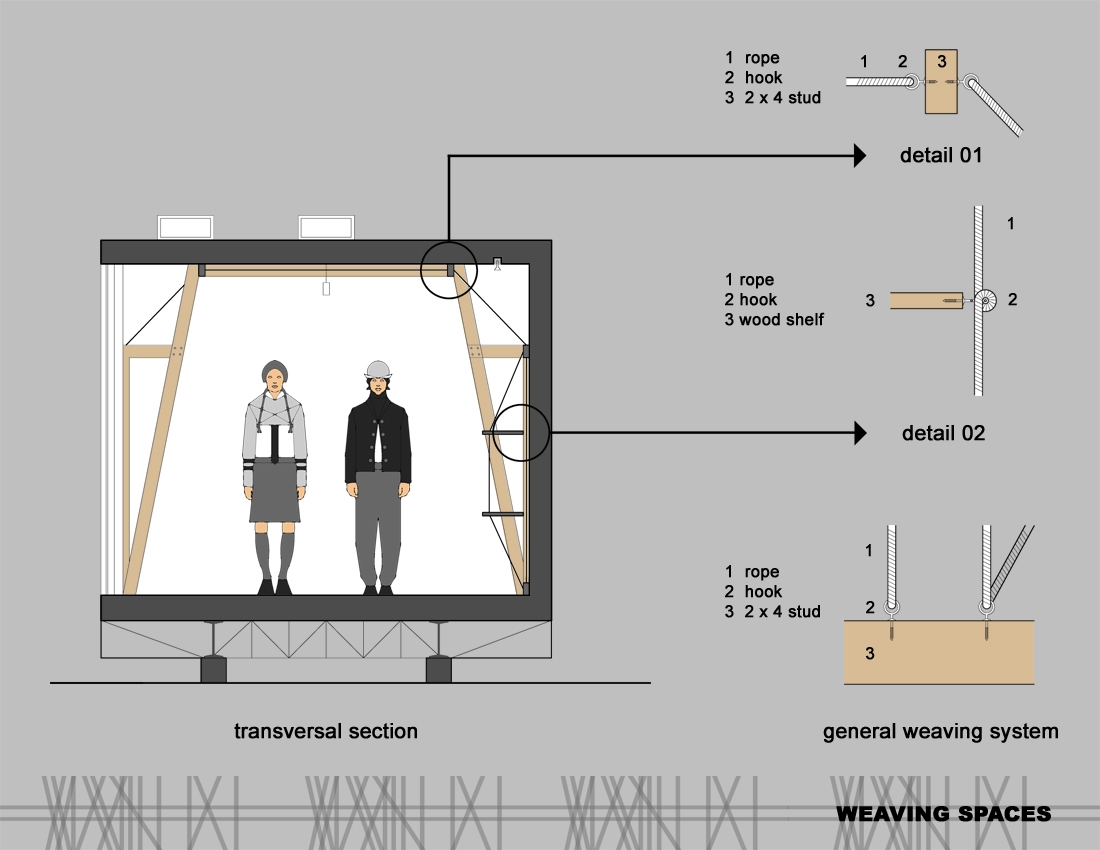 1 rope
2 hook
3 2 x 4 stud
1 2 3
detail 01
1
1 rope
2 hook
3 wood shelf
3 2
detail 02
1 rope
2 hook
3 2 x 4 stud
1
2
3
transversal section
general weaving system
WEAVING SPACES